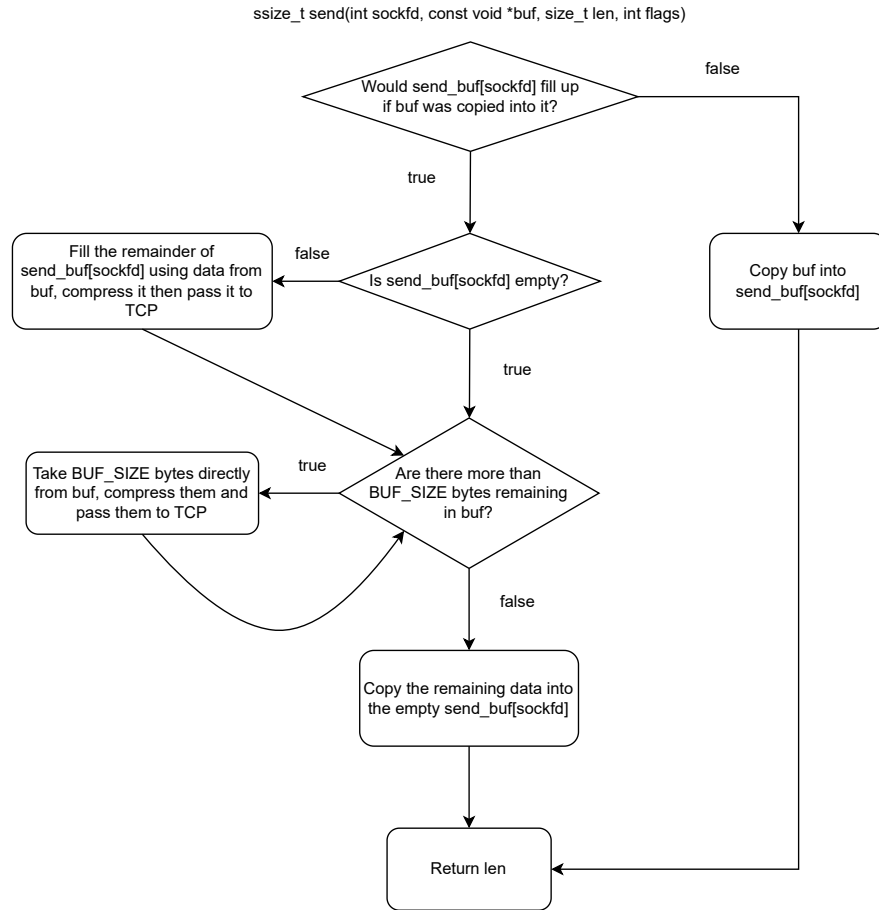 ssize_t send(int sockfd, const void *buf, size_t len, int flags)
Would send_buf[sockfd] fill up
if buf was copied into it?
false
true
Fill the remainder of
send_buf[sockfd] using data from
buf, compress it then pass it to
TCP
false
Is send_buf[sockfd] empty?
Copy buf into
send_buf[sockfd]
true
Take BUF_SIZE bytes directly
from buf, compress them and
pass them to TCP
true
Are there more than
BUF_SIZE bytes remaining
in buf?
false
Copy the remaining data into
the empty send_buf[sockfd]
Return len